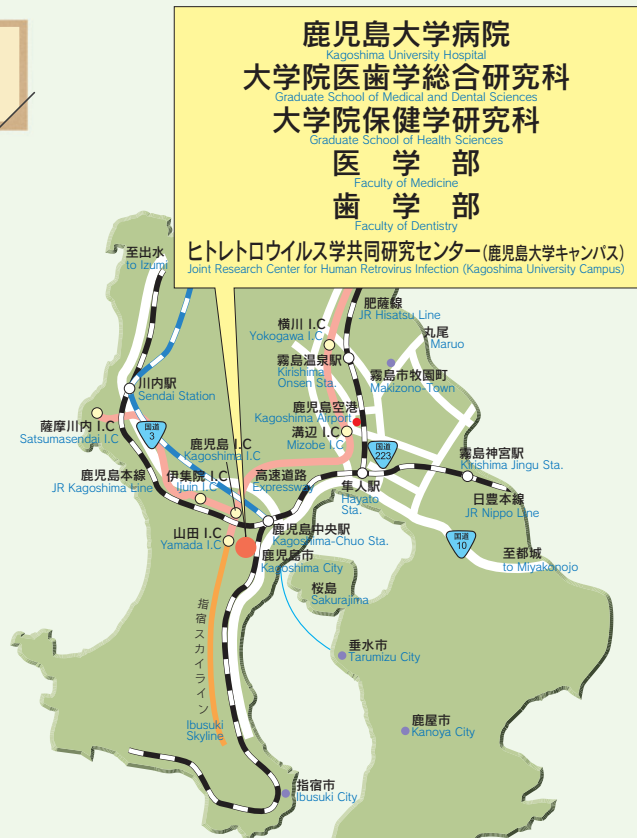 鹿児島大学病院
Kagoshima University Hospital
大学院医歯学総合研究科
Graduate School of Medical and Dental Sciences
大学院保健学研究科
Graduate School of Health Sciences
医 学 部
Faculty of Medicine
歯 学 部
Faculty of Dentistry
ヒトレトロウイルス学共同研究センター(鹿児島大学キャンパス)
Joint Research Center for Human Retrovirus Infection (Kagoshima University Campus)
至出水
to Izumi
肥薩線
JR Hisatsu Line
横川 I.C
Yokogawa I.C
丸尾
Maruo
霧島温泉駅
Kirishima
Onsen Sta.
霧島市牧園町
Makizono-Town
川内駅
Sendai Station
鹿児島空港
Kagoshima Airport
薩摩川内 I.C
Satsumasendai I.C
国道
3
溝辺 I.C
Mizobe I.C
鹿児島 I.C
Kagoshima I.C
国道
223
霧島神宮駅
Kirishima Jingu Sta.
鹿児島本線
JR Kagoshima Line
伊集院 I.C
Ijuin I.C
高速道路
Expressway
隼人駅
Hayato
Sta.
日豊本線
JR Nippo Line
山田 I.C
Yamada I.C
鹿児島中央駅
Kagoshima-Chuo Sta.
国道
10
鹿児島市
Kagoshima City
至都城
to Miyakonojo
桜島
Sakurajima
指宿スカイライン
Ibusuki
Skyline
垂水市
Tarumizu City
鹿屋市
Kanoya City
指宿市
Ibusuki City